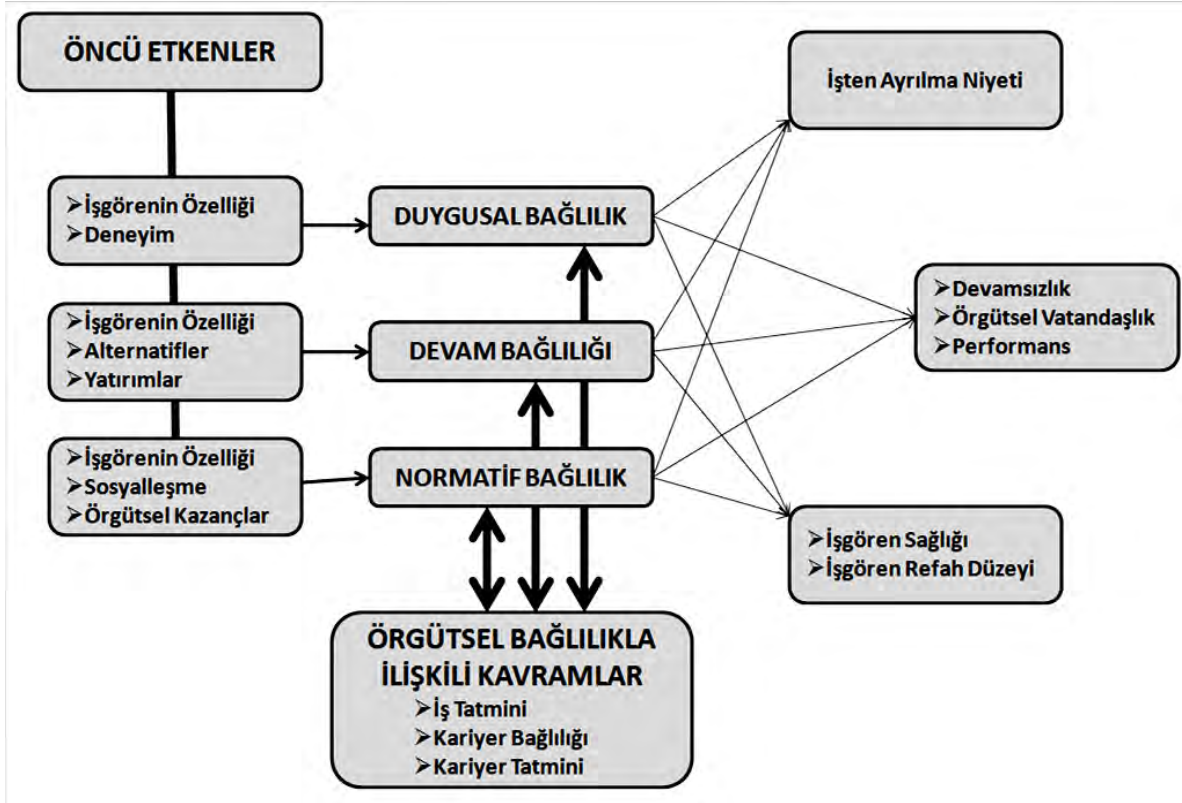 ÖNCÜ ETKENLER
➢İşgörenin Özelliği
➢Deneyim
➢İşgörenin Özelliği
➢Alternatifler
➢Yatırımlar
➢İşgörenin Özelliği
➢Sosyalleşme
➢Örgütsel Kazançlar
DUYGUSAL BAĞLILIK
DEVAM BAĞLILIĞI
NORMATİF BAĞLILIK
ÖRGÜTSEL BAĞLILIKLA
İLİŞKİLİ KAVRAMLAR
➢İş Tatmini
➢Kariyer Bağlılığı
➢Kariyer Tatmini
İşten Ayrılma Niyeti
➢Devamsızlık
➢Örgütsel Vatandaşlık
➢Performans
➢İşgören Sağlığı
➢İşgören Refah Düzeyi